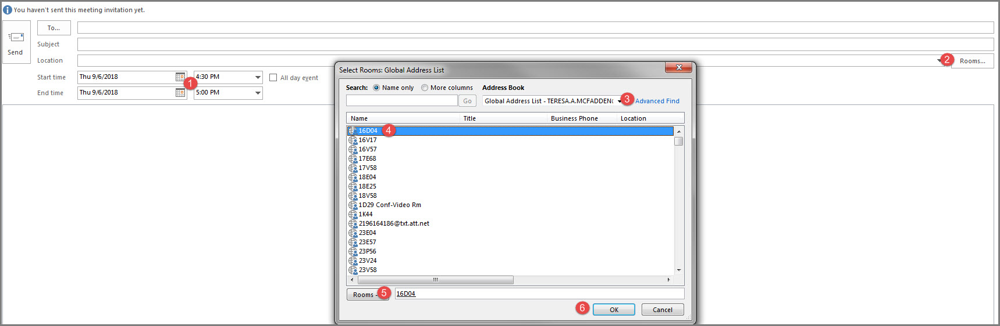 You haven't sent this meeting invitation yet.
To...
Send
Subject
Location
2
Rooms...
Start time
Thu 9/6/2018
4:30 PM
All day event
1
End time
Thu 9/6/2018
5:00 PM
Select Rooms: Global Address List
Search:
Name only
More columns
Address Book
Go
Global Address List - TERESA.A.MCFADDEN
3
Advanced Find
Name
Title
Business Phone
Location
16D04
4
16V17
16V57
17E68
17V58
18E04
18E25
18V58
1D29 Conf-Video Rm
1K44
2196164186@txt.att.net
23E04
23E57
23P56
23V24
23V58
Rooms -
5
16D04
6
OK
Cancel